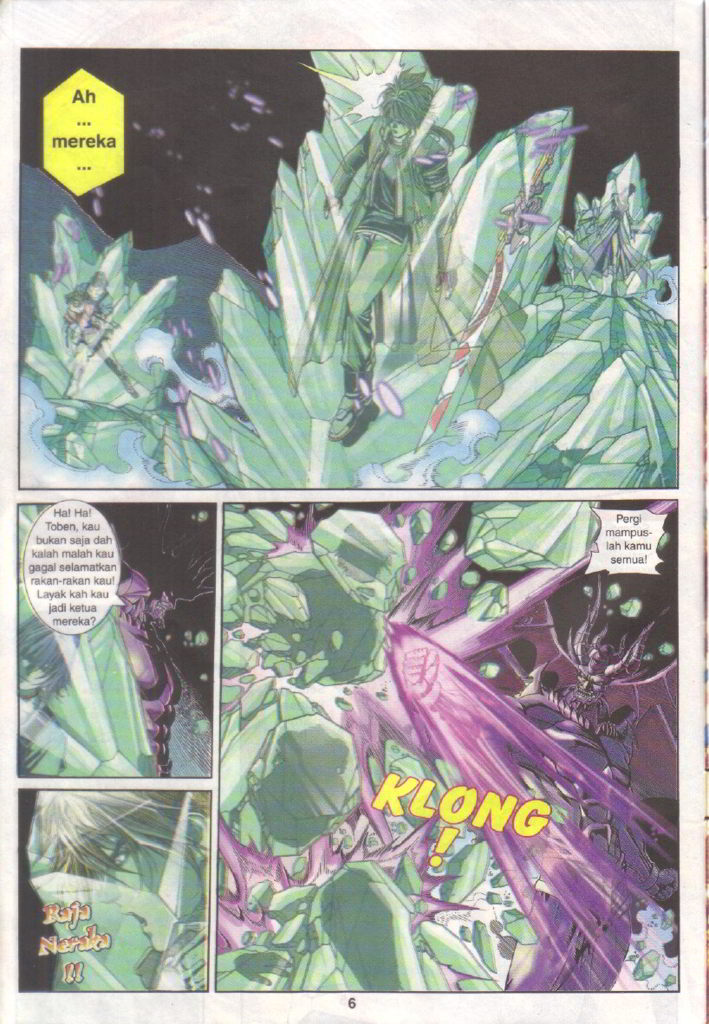 Ah
...
mereka
...
Ha! Ha!
Toben, kau
bukan saja dah
kalah malah kau
gagal selamatkan
rakan-rakan kau!
Layak kah kau
jadi ketua
mereka?
Pergi
mampus-
lah kamu
semua!
Raja
Neraka
!!
KLONG
!
6